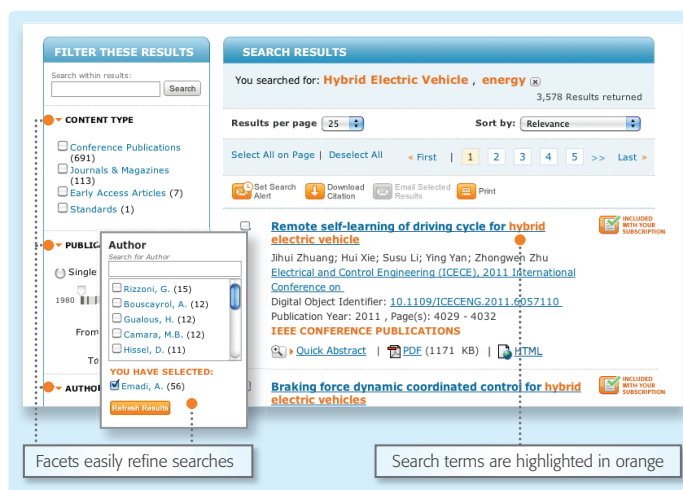 FILTER THESE RESULTS
Search within results:
Search
CONTENT TYPE
Conference Publications
(691)
Journals & Magazines
(113)
Early Access Articles (7)
Standards (1)
Single
1980
From
To
AUTHOR
Author
Search for Author
Rizzoni, G. (15)
Bouscayrol, A. (12)
Gualous, H. (12)
Camara, M.B. (12)
Hissel, D. (11)
YOU HAVE SELECTED:
Emadi, A. (56)
Refresh Results
SEARCH RESULTS
You searched for: Hybrid Electric Vehicle , energy
3,578 Results returned
Results per page 25 Sort by: Relevance
Select All on Page | Deselect All « First | 1 2 3 4 5 >> Last »
Set Search
Alert
Download
Citation
Email Selected
Results
Print
Remote self-learning of driving cycle for hybrid
electric vehicle
INCLUDED
WITH YOUR
SUBSCRIPTION
Jihui Zhuang; Hui Xie; Susu Li; Ying Yan; Zhongwen Zhu
Electrical and Control Engineering (ICECE), 2011 International
Conference on
Digital Object Identifier: 10.1109/ICECENG.2011.6057110
Publication Year: 2011 , Page(s): 4029 - 4032
IEEE CONFERENCE PUBLICATIONS
Quick Abstract | PDF (1171 KB) | HTML
Braking force dynamic coordinated control for hybrid
electric vehicles
INCLUDED
WITH YOUR
SUBSCRIPTION
Facets easily refine searches
Search terms are highlighted in orange